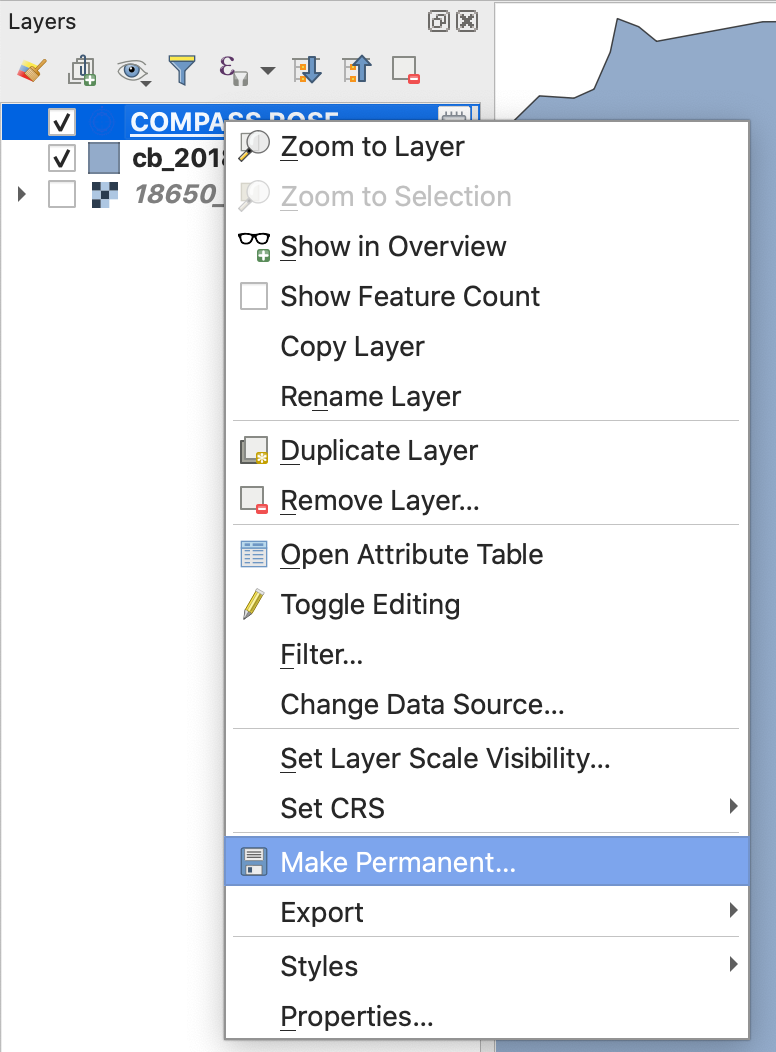 Layers
COMPASS ROSE
cb_2018
18650_
Zoom to Layer
Zoom to Selection
Show in Overview
Show Feature Count
Copy Layer
Rename Layer
Duplicate Layer
Remove Layer...
Open Attribute Table
Toggle Editing
Filter...
Change Data Source...
Set Layer Scale Visibility...
Set CRS
Make Permanent...
Export
Styles
Properties...